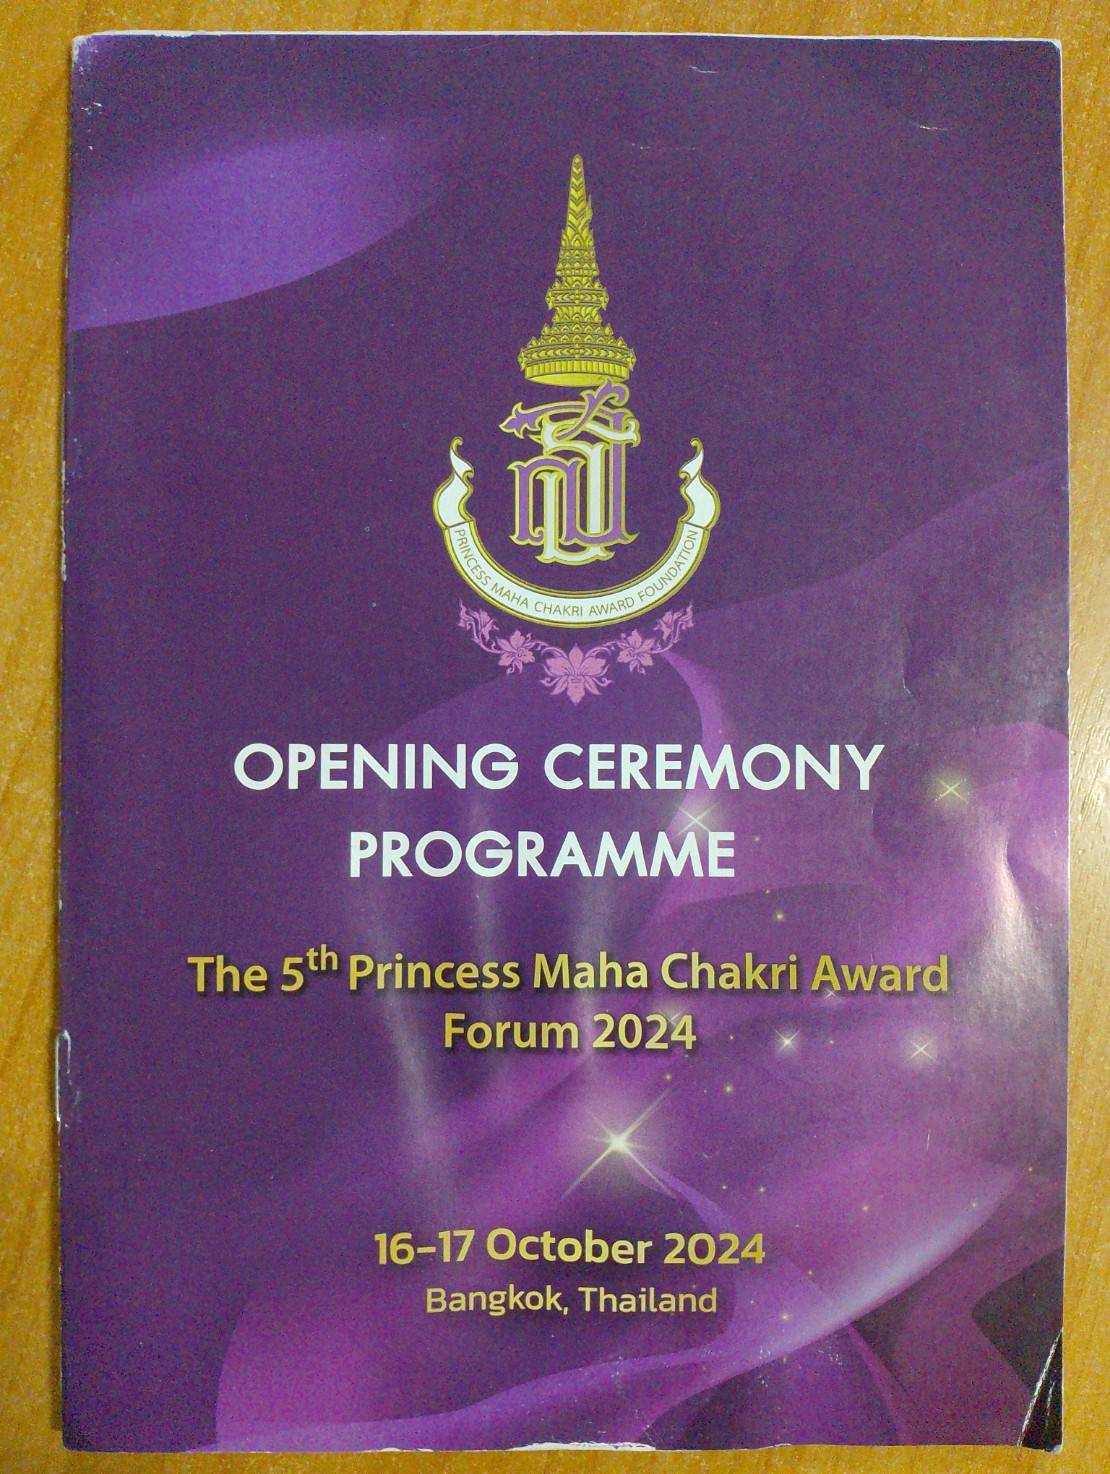 PRINCESS MAHA CHAKRI AWARD FOUNDATION
OPENING CEREMONY
PROGRAMME
The 5th Princess Maha Chakri Award
Forum 2024
16-17 October 2024
Bangkok, Thailand